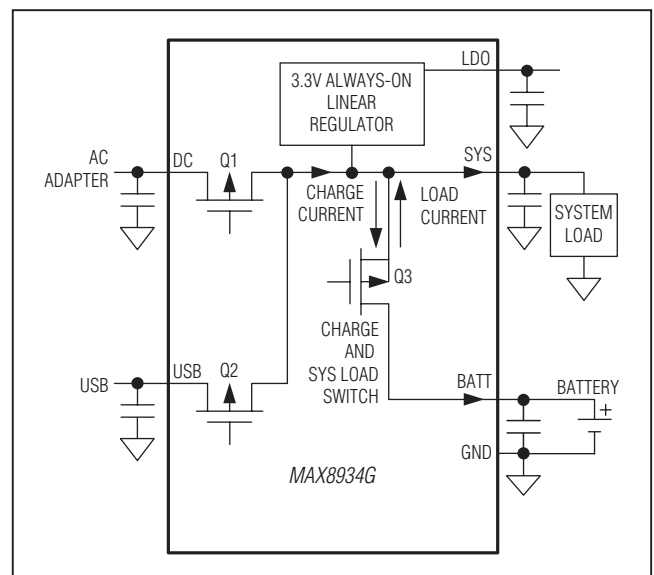 3.3V ALWAYS-ON
LINEAR
REGULATOR
LDO
AC
ADAPTER
DC
Q1
SYS
CHARGE
CURRENT
LOAD
CURRENT
SYSTEM
LOAD
Q3
CHARGE
AND
SYS LOAD
SWITCH
USB
USB
Q2
BATT
BATTERY
+
GND
MAX8934G